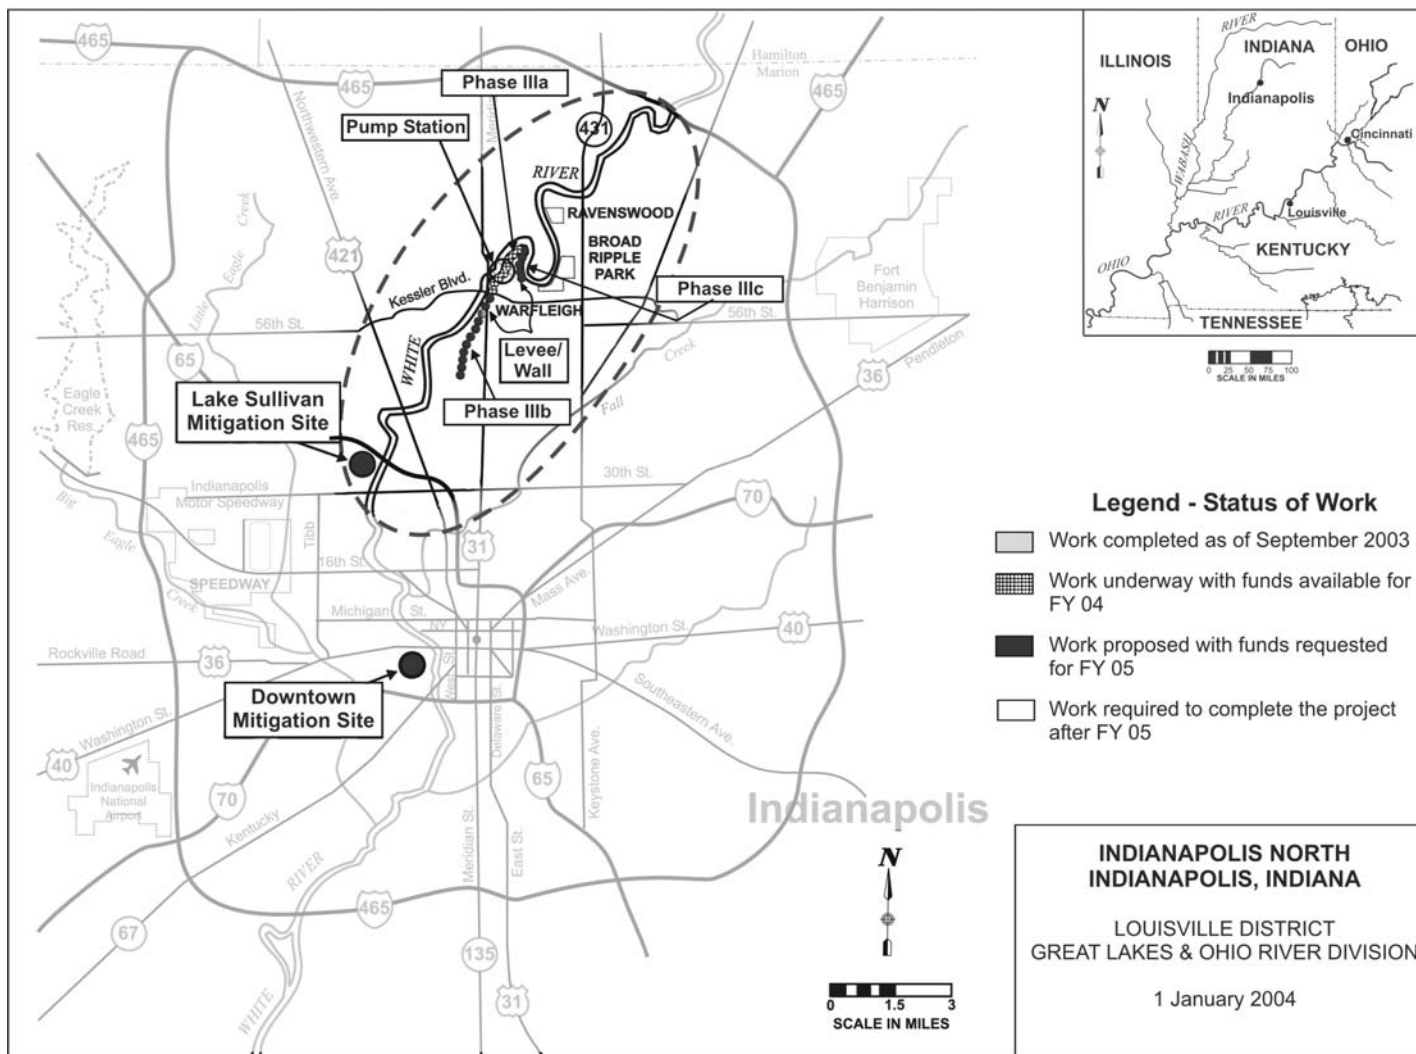 465
Hamilton
Marion
Phase IIIa
465
465
Pump Station
431
Northwestern Ave.
RIVER
Little Eagle Creek
RAVENSWOOD
421
BROAD
RIPPLE
PARK
Kessler Blvd.
Fort
Benjamin
Harrison
Phase IIIc
56th St.
WARFLEIGH
56th St.
WHITE
Levee/
Wall
Creek
Pendleton
65
36
Eagle
Creek
Res.
Lake Sullivan
Mitigation Site
Phase IIIb
Fall
465
30th St.
Indianapolis
Motor Speedway
70
Big
Eagle
Creek
Tibb
31
16th St.
SPEEDWAY
Mass Ave.
Michigan St.
NY
Washington St.
40
Rockville Road
36
West St.
Downtown
Mitigation Site
Southeastern Ave.
Washington St.
Delaware St.
40
65
Keystone Ave.
Indianapolis
National
Airport
70
Kentucky
Indianapolis
Meridian St.
East St.
RIVER
465
67
135
31
WHITE
N
0 1.5 3
SCALE IN MILES
RIVER
ILLINOIS
INDIANA
OHIO
N
Indianapolis
Cincinnati
WABASH
RIVER
Louisville
KENTUCKY
OHIO
TENNESSEE
0 25 50 75 100
SCALE IN MILES
Legend - Status of Work
Work completed as of September 2003
Work underway with funds available for
FY 04
Work proposed with funds requested
for FY 05
Work required to complete the project
after FY 05
INDIANAPOLIS NORTH
INDIANAPOLIS, INDIANA
LOUISVILLE DISTRICT
GREAT LAKES & OHIO RIVER DIVISION
1 January 2004